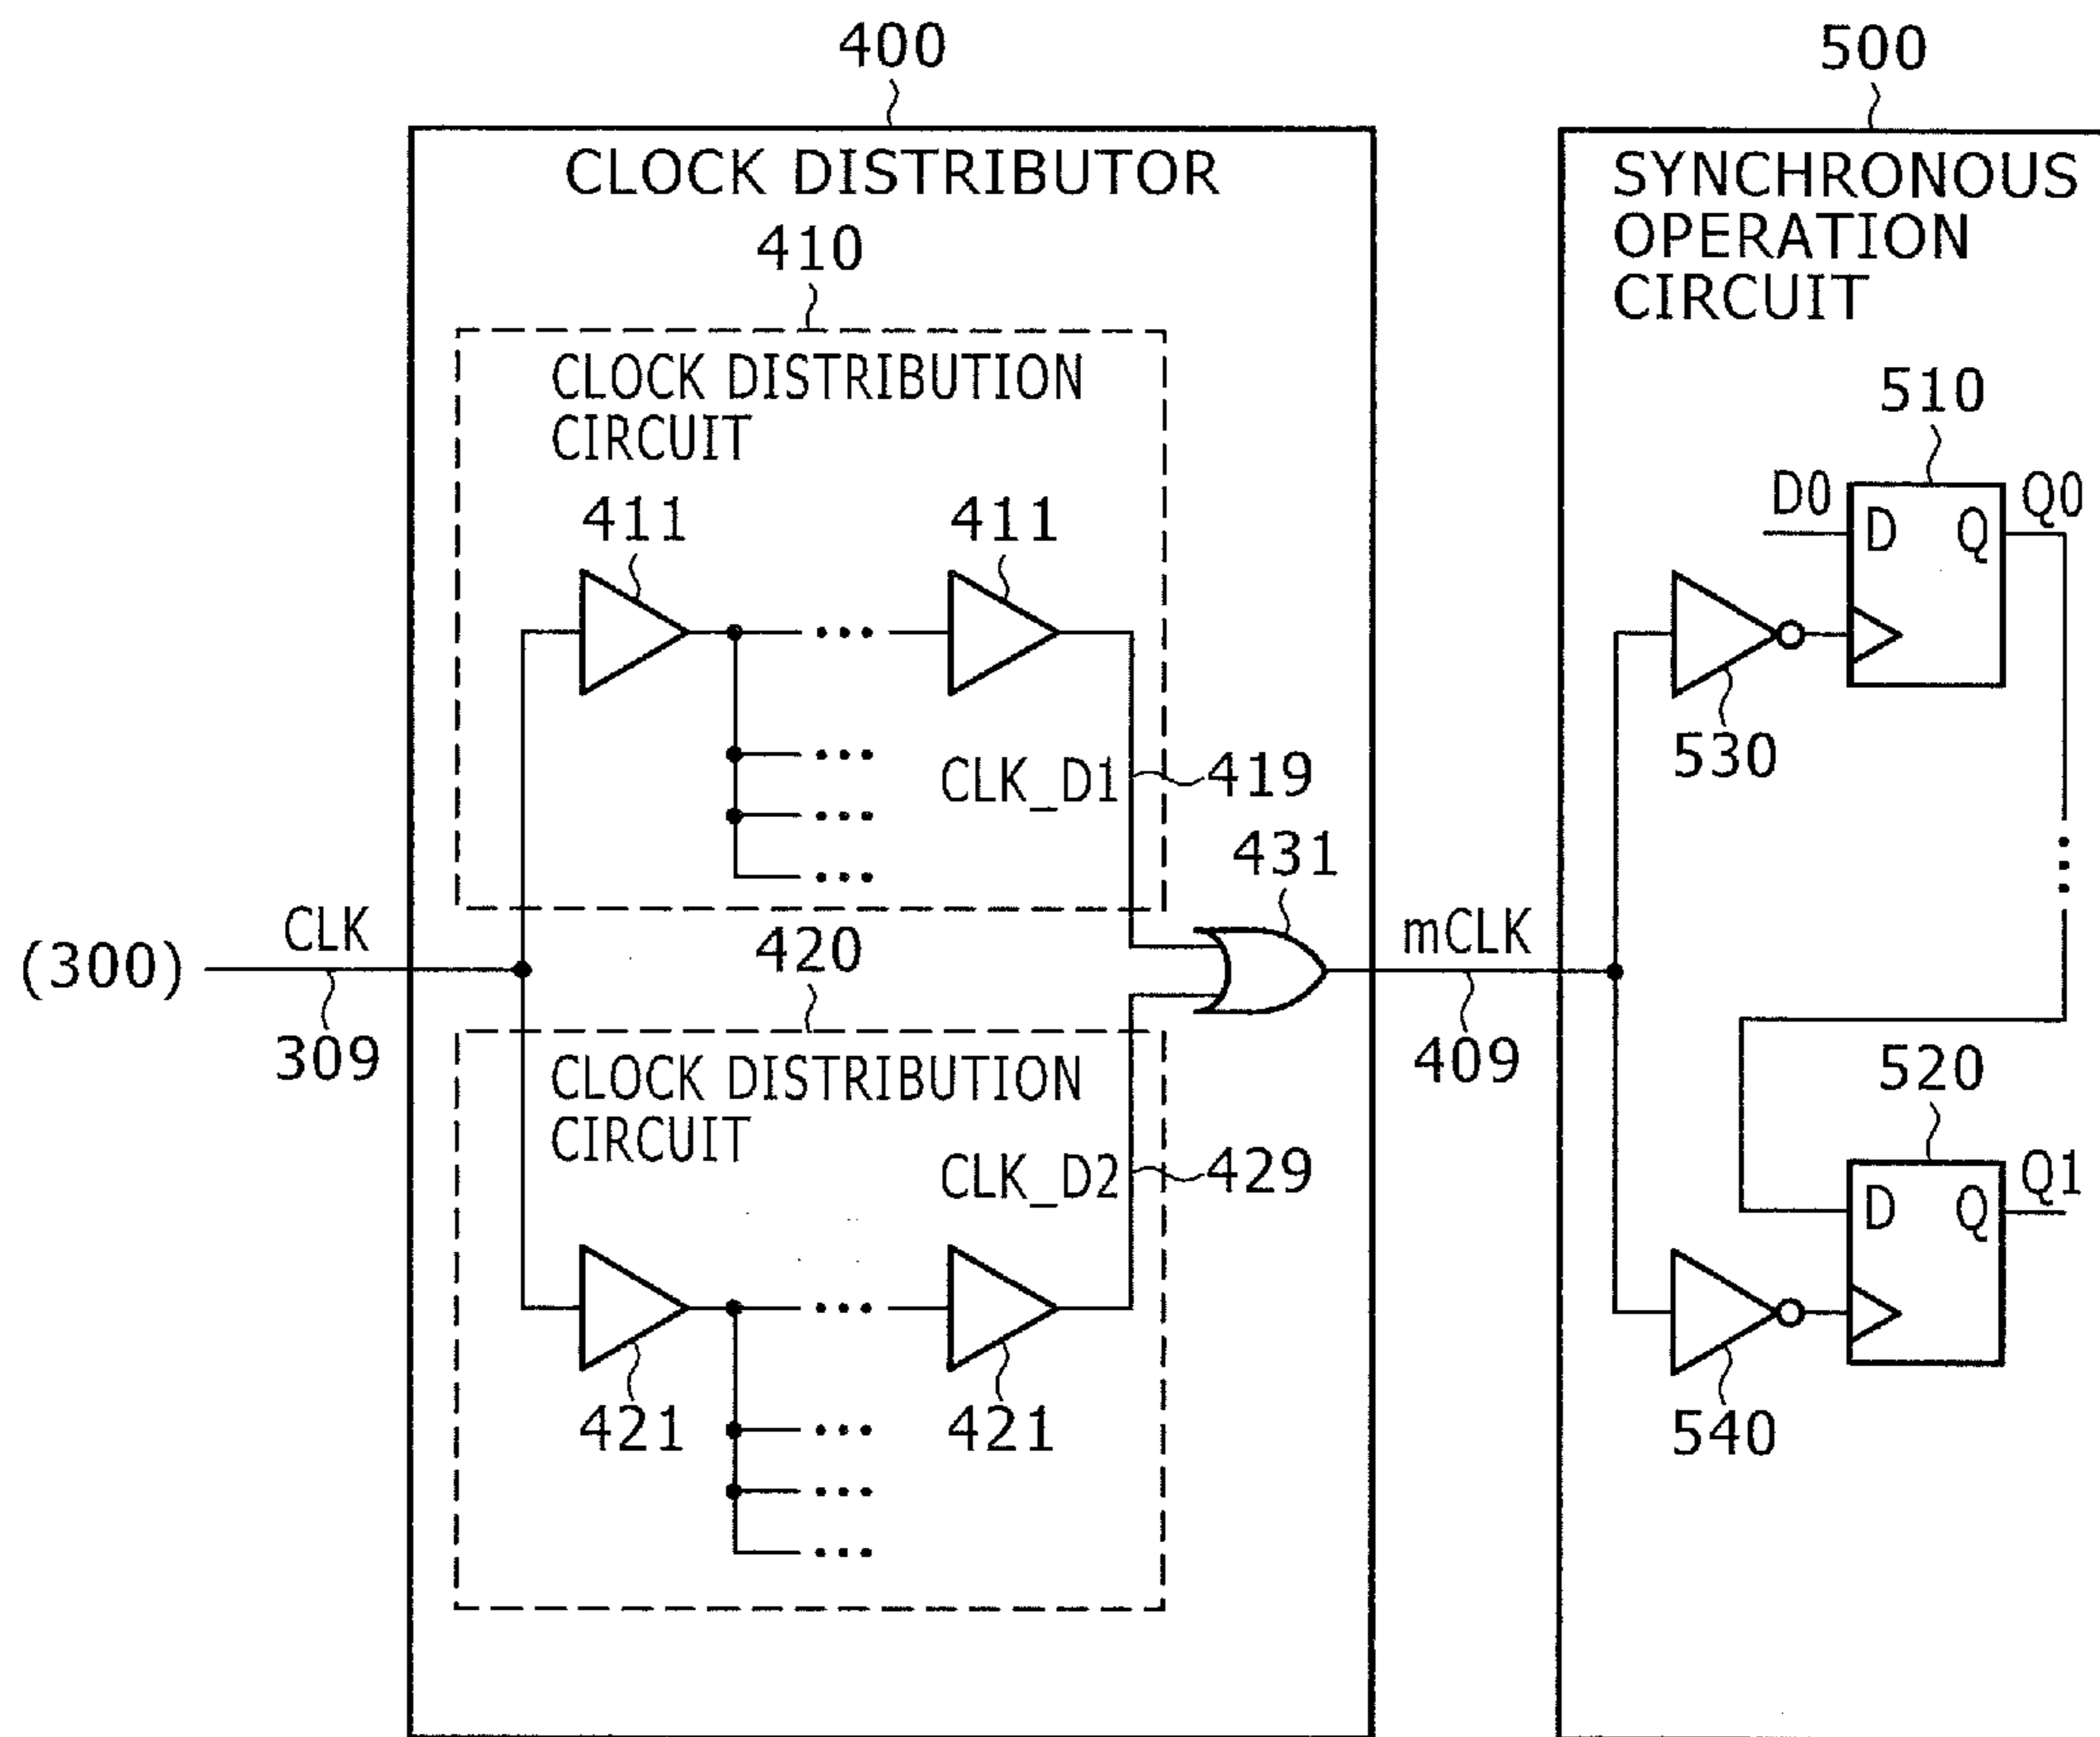 400
500
CLOCK DISTRIBUTOR
SYNCHRONOUS
OPERATION
CIRCUIT
410
CLOCK DISTRIBUTION
CIRCUIT
411
411
510
D0
D
Q
Q0
530
CLK_D1
419
431
CLK
(300)
309
mCLK
409
420
CLOCK DISTRIBUTION
CIRCUIT
CLK_D2
429
421
421
520
D
Q
Q1
540